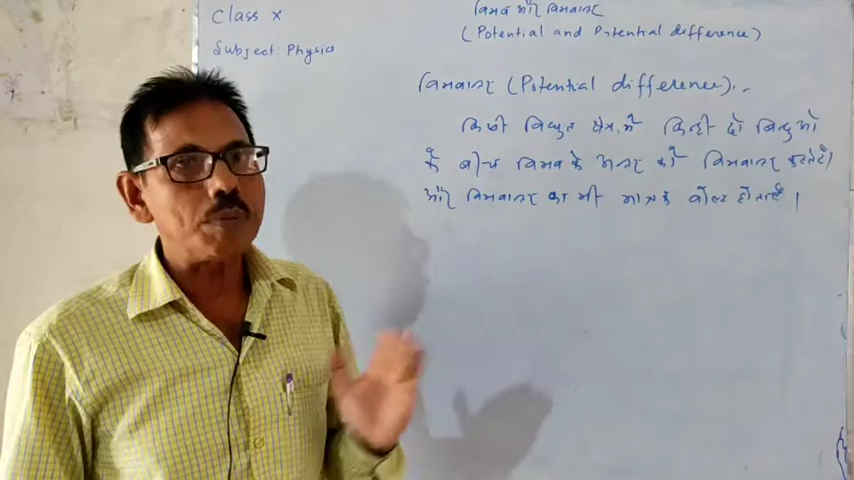 Class X
Subject: Physics
विभव और विभवान्तर
(Potential and Potential Difference)
विभवान्तर (Potential difference):-
किसी विद्युत क्षेत्र में किन्हीं दो बिन्दुओं
के बीच विभव के अन्तर को विभवान्तर कहते हैं।
और विभवान्तर का भी मात्रक वोल्ट होता है।